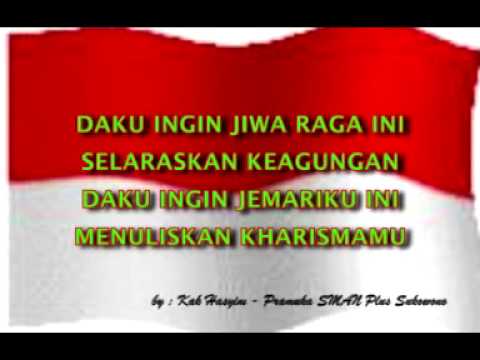 DAKU INGIN JIWA RAGA INI
SELARASKAN KEAGUNGAN
DAKU INGIN JEMARIKU INI
MENULISKAN KHARISMAMU
by : Kak Hasyim - Pramuka SMAN Plus Sukowono